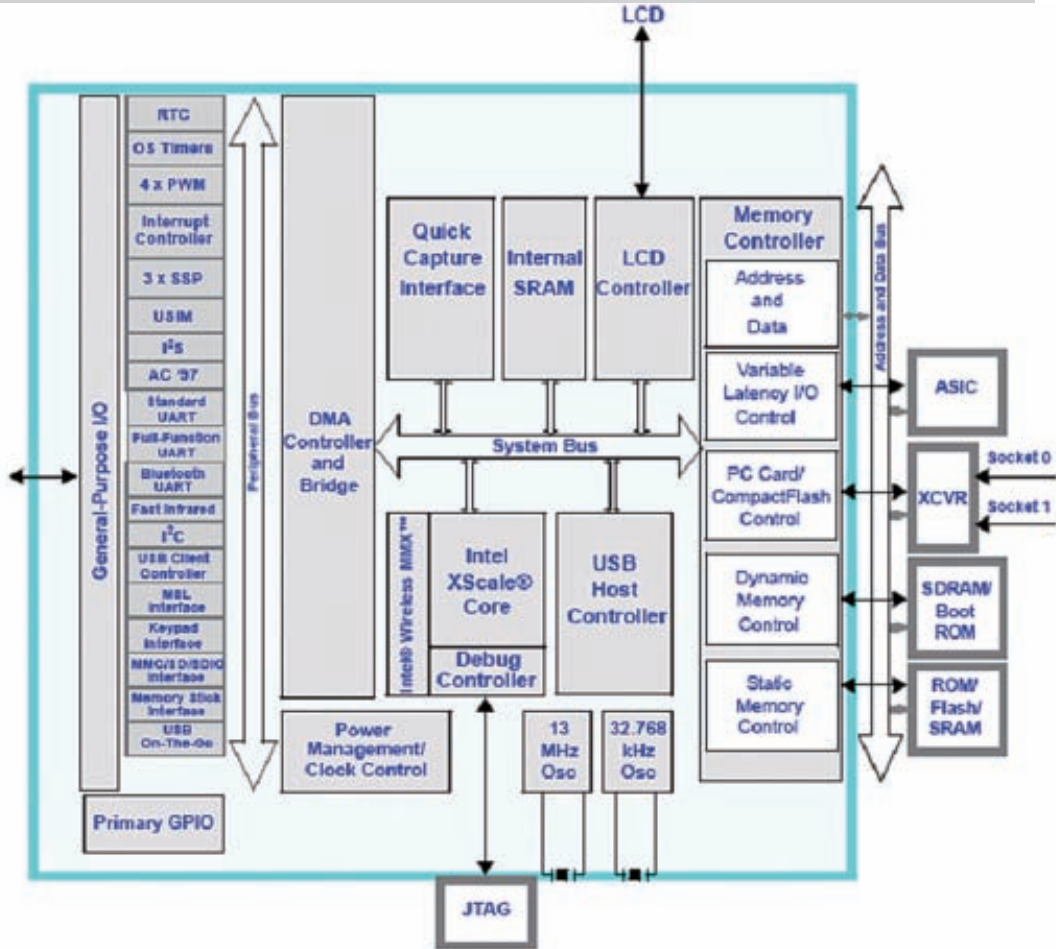 LCD
RTC
OS Timers
4 x PWM
Interrupt
Controller
3 x SSP
USIM
I²S
AC '97
Standard
UART
Full-Function
UART
Bluetooth
UART
Fast Infrared
I²C
USB Client
Controller
MSL
Interface
Keypad
Interface
MMC/SD/SDIO
Interface
Memory Stick
Interface
USB
On-The-Go
General-Purpose I/O
Primary GPIO
Peripheral Bus
DMA
Controller
and
Bridge
Power
Management/
Clock Control
Quick
Capture
Interface
Internal
SRAM
LCD
Controller
System Bus
Intel® Wireless MMX™
Intel
XScale®
Core
Debug
Controller
USB
Host
Controller
13
MHz
Osc
32.768
kHz
Osc
JTAG
Memory
Controller
Address
and
Data
Variable
Latency I/O
Control
PC Card/
CompactFlash
Control
Dynamic
Memory
Control
Static
Memory
Control
Address and Data Bus
ASIC
XCVR
Socket 0
Socket 1
SDRAM/
Boot
ROM
ROM/
Flash/
SRAM